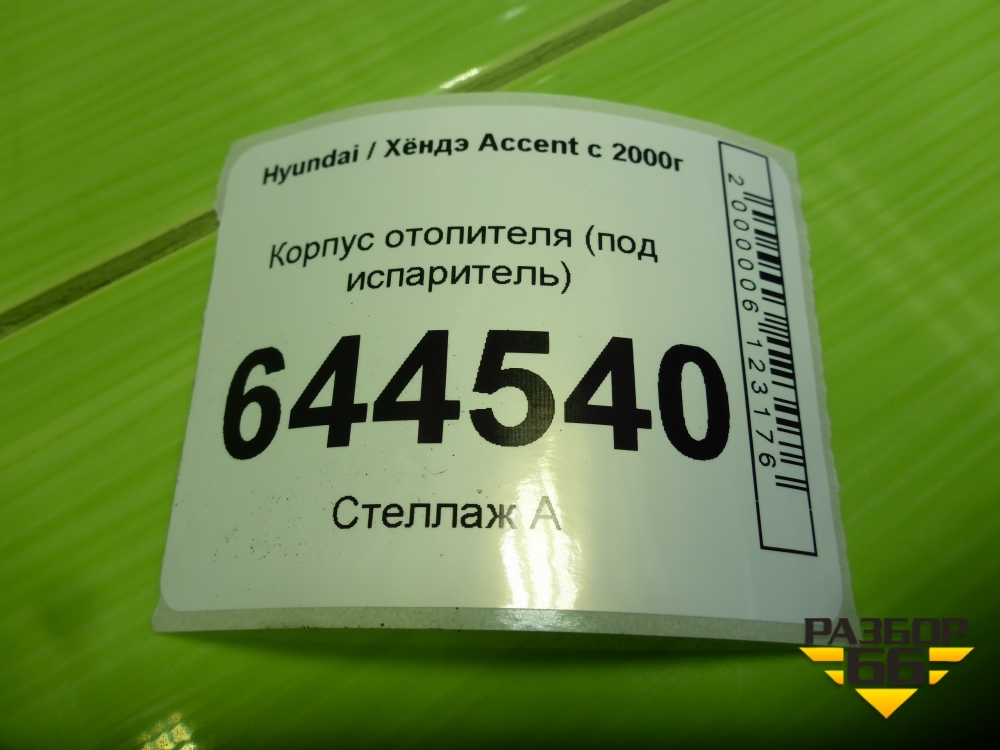 Hyundai / Хёндэ Accent с 2000г
Корпус отопителя (под
испаритель)
644540
Стеллаж А
2000006123176
РАЗБОР
66